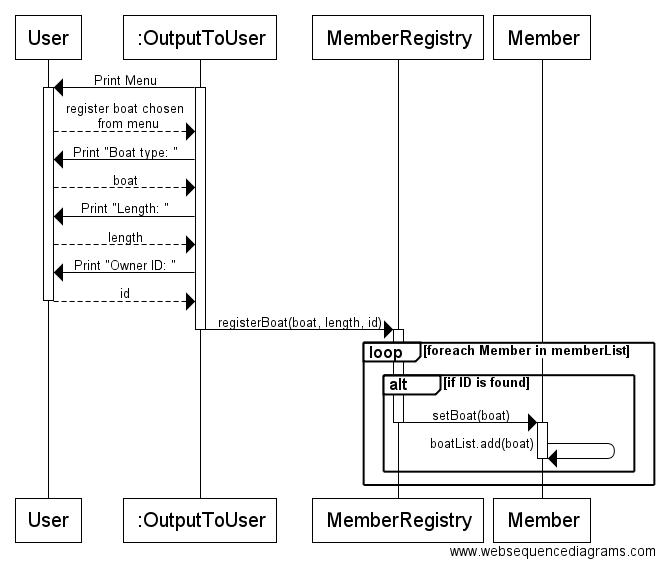 User
:OutputToUser
MemberRegistry
Member
Print Menu
register boat chosen
from menu
Print "Boat type: "
boat
Print "Length: "
length
Print "Owner ID: "
id
registerBoat(boat, length, id)
loop
[foreach Member in memberList]
alt
[if ID is found]
setBoat(boat)
boatList.add(boat)
User
:OutputToUser
MemberRegistry
Member
www.websequencediagrams.com